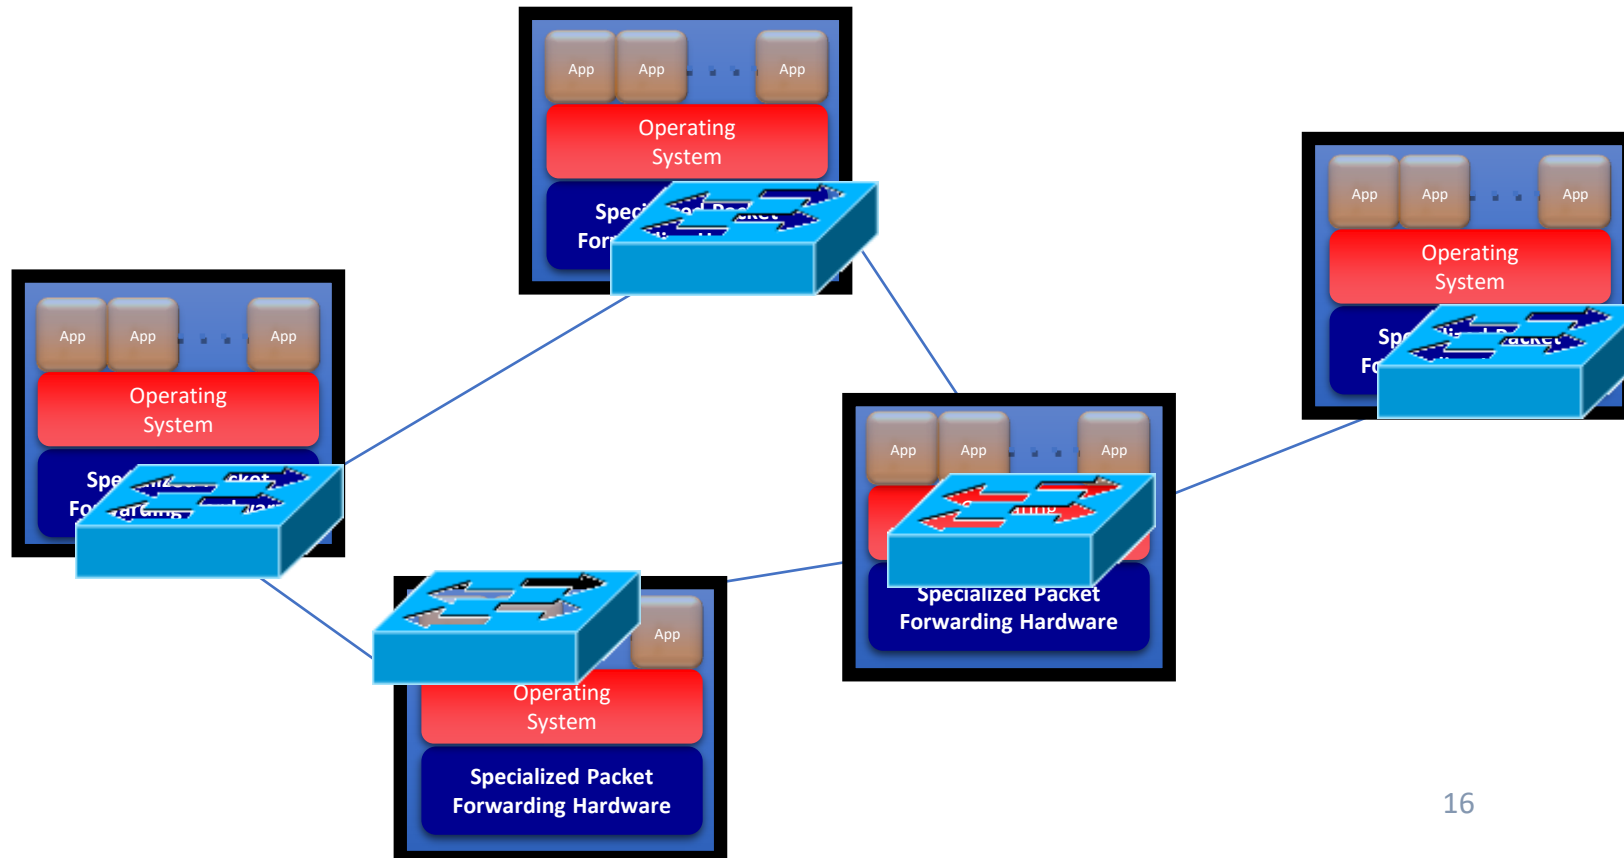 App App App
Operating
System
App App App
Operating
System
App App App
Operating
System
App App App
Specialized Packet
Forwarding Hardware
App
Operating
System
Specialized Packet
Forwarding Hardware
16